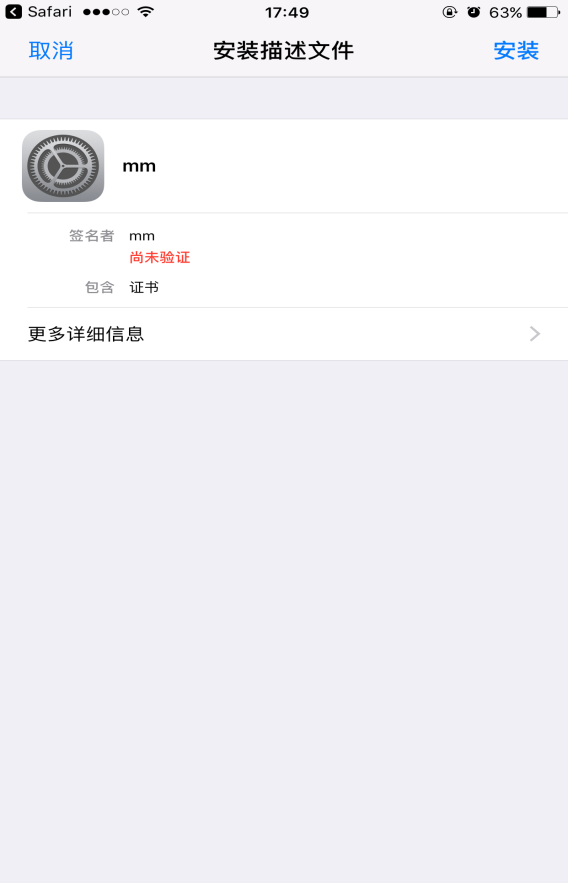 Safari 17:49 63%
取消 安装描述文件 安装
mm
签名者 mm
尚未验证
包含 证书
更多详细信息